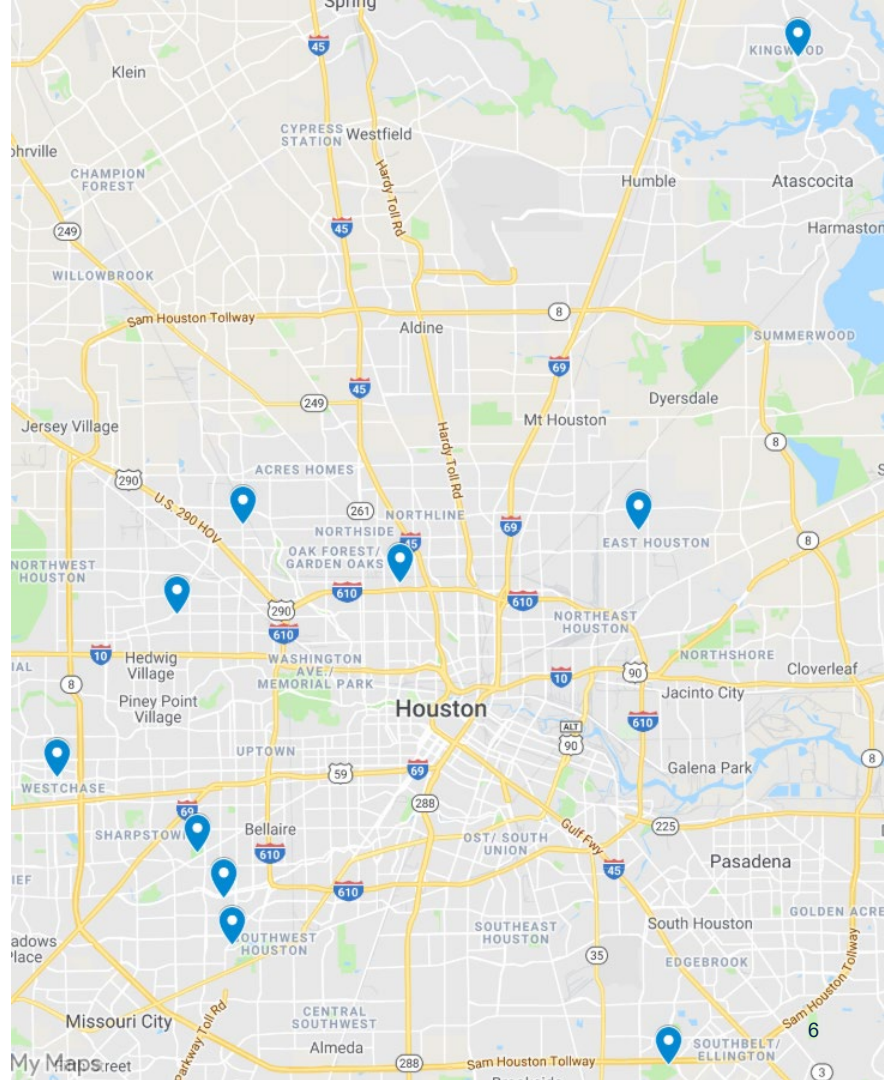 Spring
45
KINGWOOD
Klein
CYPRESS
STATION
Westfield
ohrville
CHAMPION
FOREST
Hardy Toll Rd
Humble
Atascocita
249
45
Harmaston
WILLOWBROOK
Sam Houston Tollway
Aldine
8
SUMMERWOOD
69
45
249
Dyersdale
Jersey Village
Mt Houston
Hardy Toll Rd
8
290
ACRES HOMES
U.S. 290 HOV
261
NORTHLINE
69
NORTHSIDE
45
OAK FOREST/
GARDEN OAKS
EAST HOUSTON
8
NORTHWEST
HOUSTON
610
610
290
610
NORTHEAST
HOUSTON
10
Hedwig
Village
WASHINGTON
AVE./
MEMORIAL PARK
NORTHSHORE
IAL
8
10
90
Cloverleaf
Piney Point
Village
Houston
Jacinto City
ALT
90
610
UPTOWN
59
69
Galena Park
8
WESTCHASE
288
69
SHARPSTOWN
Bellaire
OST/ SOUTH
UNION
Gulf Fwy
225
610
45
Pasadena
IEF
610
GOLDEN ACRE
adows
Place
SOUTHWEST
HOUSTON
SOUTHEAST
HOUSTON
South Houston
35
EDGEBROOK
Sam Houston Tollway
Missouri City
Parkway Toll Rd
CENTRAL
SOUTHWEST
6
Almeda
SOUTHBELT/
ELLINGTON
My Maps
street
288
Sam Houston Tollway
3